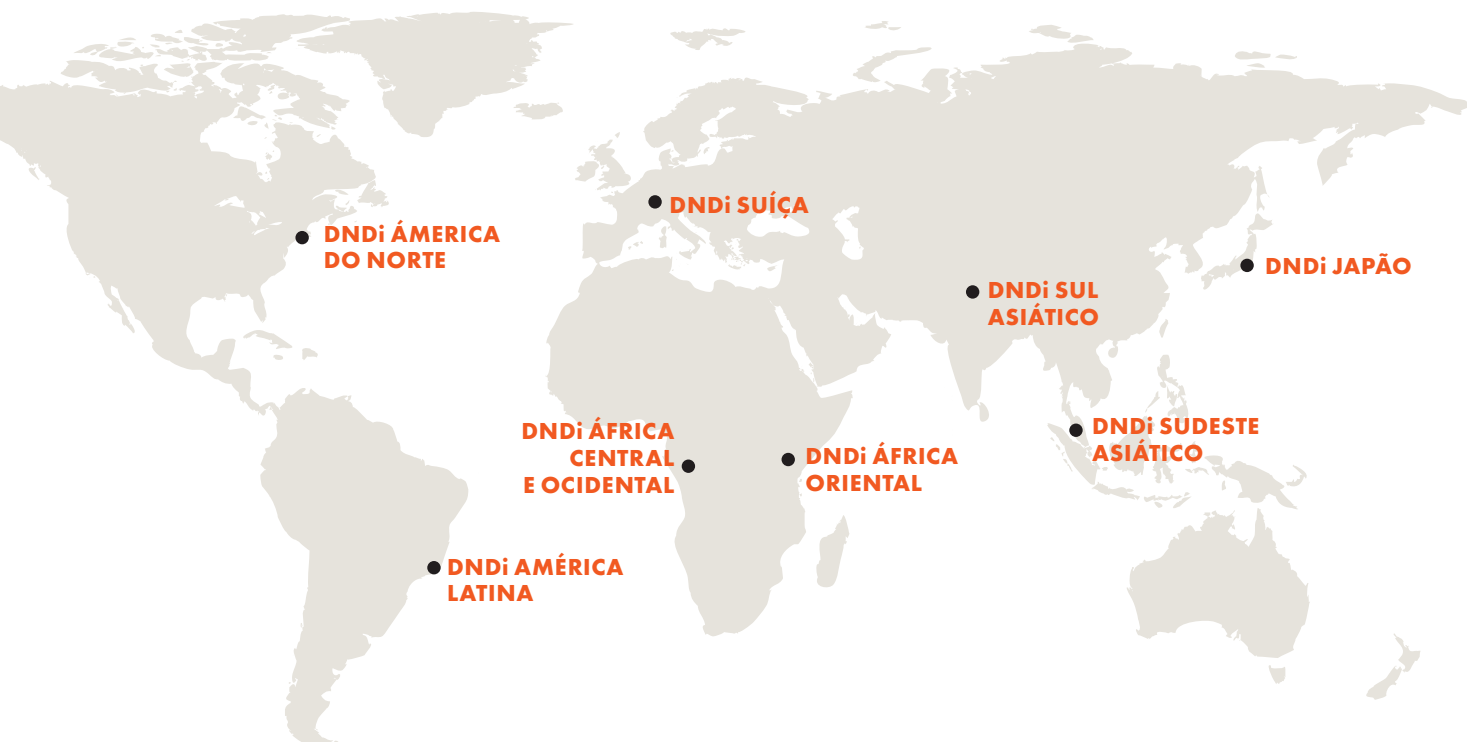 DNDi SUÍÇA
DNDi ÁMERICA
DO NORTE
DNDi JAPÃO
DNDi SUL
ASIÁTICO
DNDi ÁFRICA
CENTRAL
E OCIDENTAL
DNDi ÁFRICA
ORIENTAL
DNDi SUDESTE
ASIÁTICO
DNDi AMÉRICA
LATINA